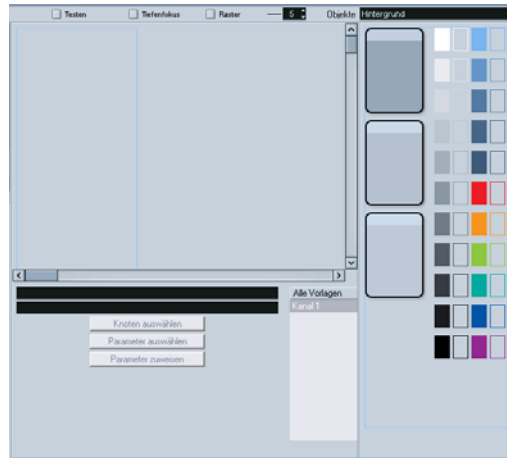 Testen Tiefenfokus Raster 5 Objekte Hintergrund
Alle Vorlagen
Kanal 1
Knoten auswählen
Parameter auswählen
Parameter zuweisen